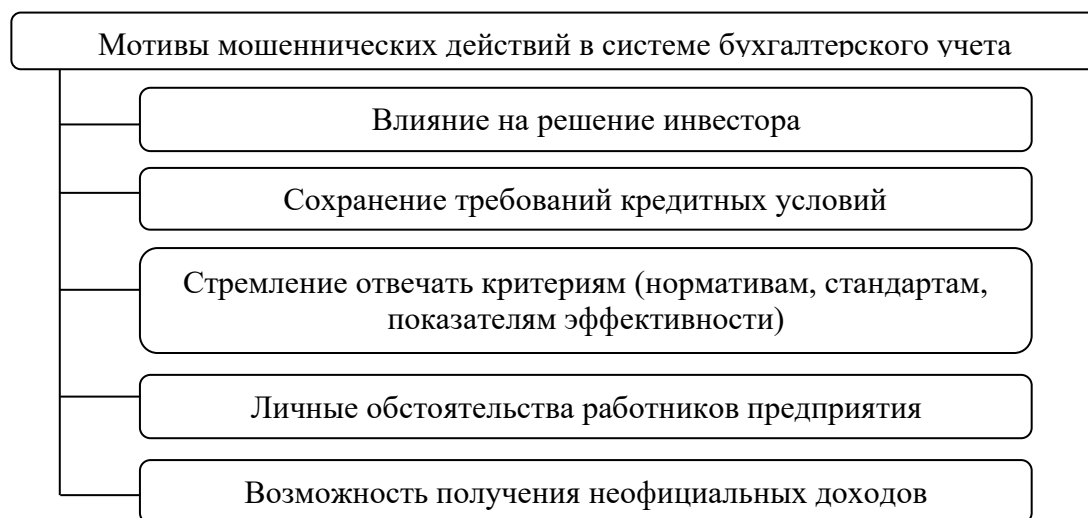 Мотивы мошеннических действий в системе бухгалтерского учета
Влияние на решение инвестора
Сохранение требований кредитных условий
Стремление отвечать критериям (нормативам, стандартам,
показателям эффективности)
Личные обстоятельства работников предприятия
Возможность получения неофициальных доходов